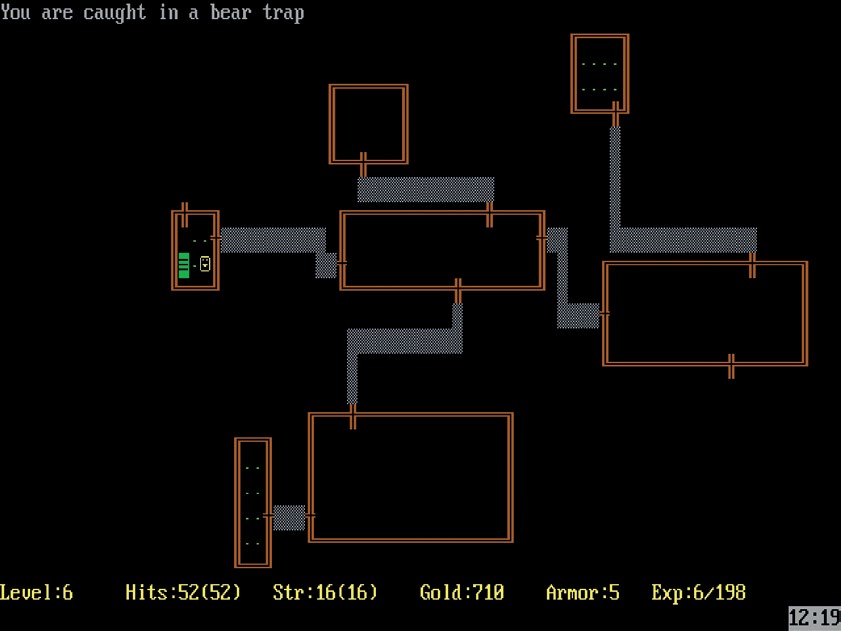 You are caught in a bear trap
Level:6 Hits:52(52) Str:16(16) Gold:710 Armor:5 Exp:6/198
12:19